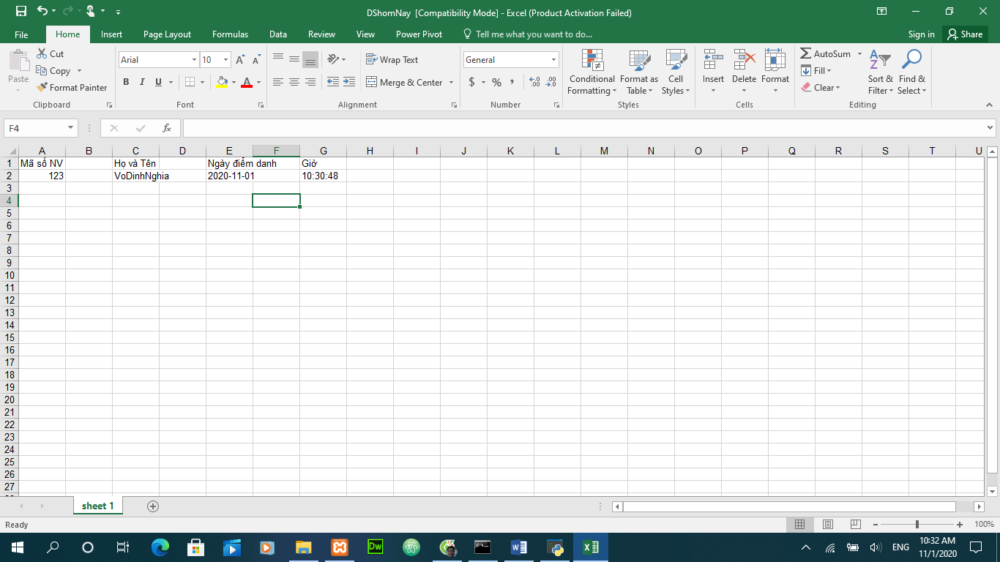 DShomNay [Compatibility Mode] - Excel (Product Activation Failed)
File Home Insert Page Layout Formulas Data Review View Power Pivot Tell me what you want to do... Sign in Share
Paste Cut Copy Format Painter Clipboard
Arial 10 B I U A A A Font
Wrap Text Merge & Center Alignment
General $ % , .0 .00 .00 .0 Number
Conditional Formatting Format as Table Cell Styles Styles
Insert Delete Format Cells
AutoSum Fill Clear Sort & Filter Find & Select Editing
F4 fx
A B C D E F G H I J K L M N O P Q R S T U
1 Mã số NV Họ và Tên Ngày điểm danh Giờ
2 123 VoDinhNghia 2020-11-01 10:30:48
3
4
5
6
7
8
9
10
11
12
13
14
15
16
17
18
19
20
21
22
23
24
25
26
27
sheet 1
Ready 100%
Dw ENG 10:32 AM
11/1/2020